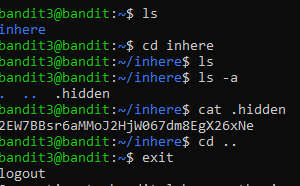 bandit3@bandit:~$ ls
inhere
bandit3@bandit:~$ cd inhere
bandit3@bandit:~/inhere$ ls
bandit3@bandit:~/inhere$ ls -a
.  ..  .hidden
bandit3@bandit:~/inhere$ cat .hidden
2EW7BBsr6aMMoJ2HjW067dm8EgX26xNe
bandit3@bandit:~/inhere$ cd ..
bandit3@bandit:~$ exit
logout